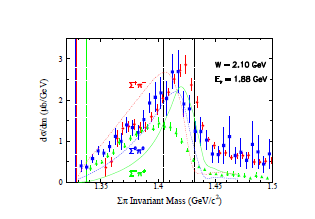 W = 2.10 GeV
Eγ = 1.88 GeV
3
2
1
0
dσ/dm (μb/GeV)
Σ⁺π⁻
Σ⁰π⁰
1.35
1.4
1.45
1.5
Σπ Invariant Mass (GeV/c²)